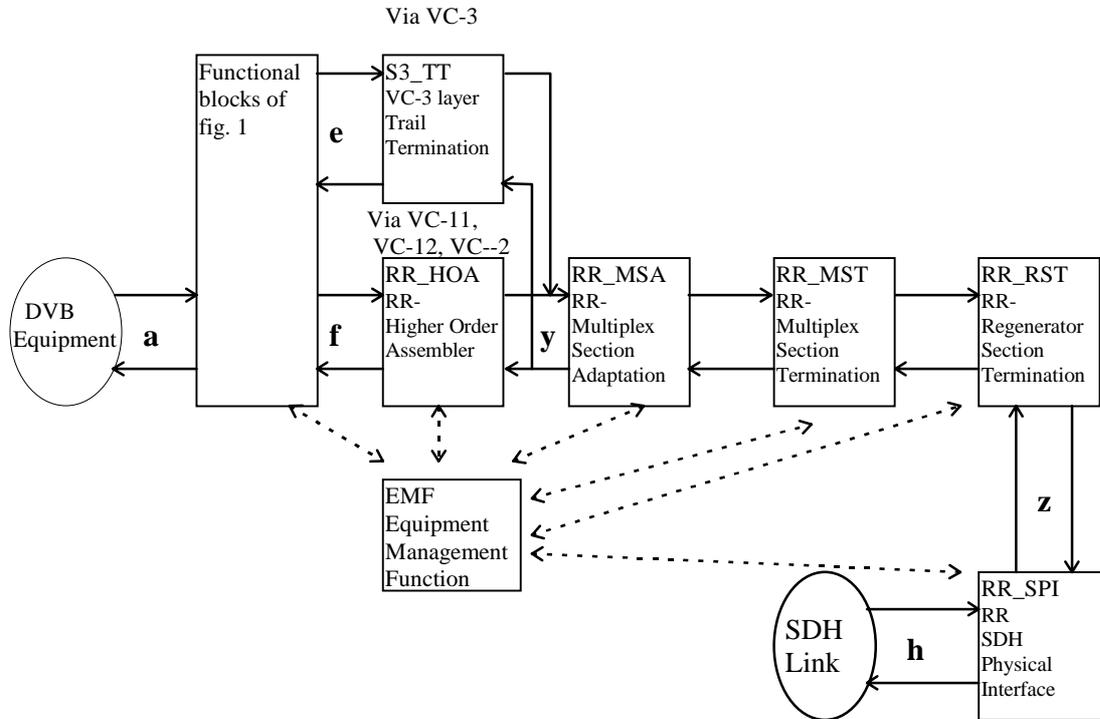 Via VC-3
Functional
blocks of
fig. 1
e
S3_TT
VC-3 layer
Trail
Termination
Via VC-11,
VC-12, VC--2
DVB
Equipment
a
f
RR_HOA
RR-
Higher Order
Assembler
y
RR_MSA
RR-
Multiplex
Section
Adaptation
RR_MST
RR-
Multiplex
Section
Termination
RR_RST
RR-
Regenerator
Section
Termination
EMF
Equipment
Management
Function
z
SDH
Link
h
RR_SPI
RR
SDH
Physical
Interface